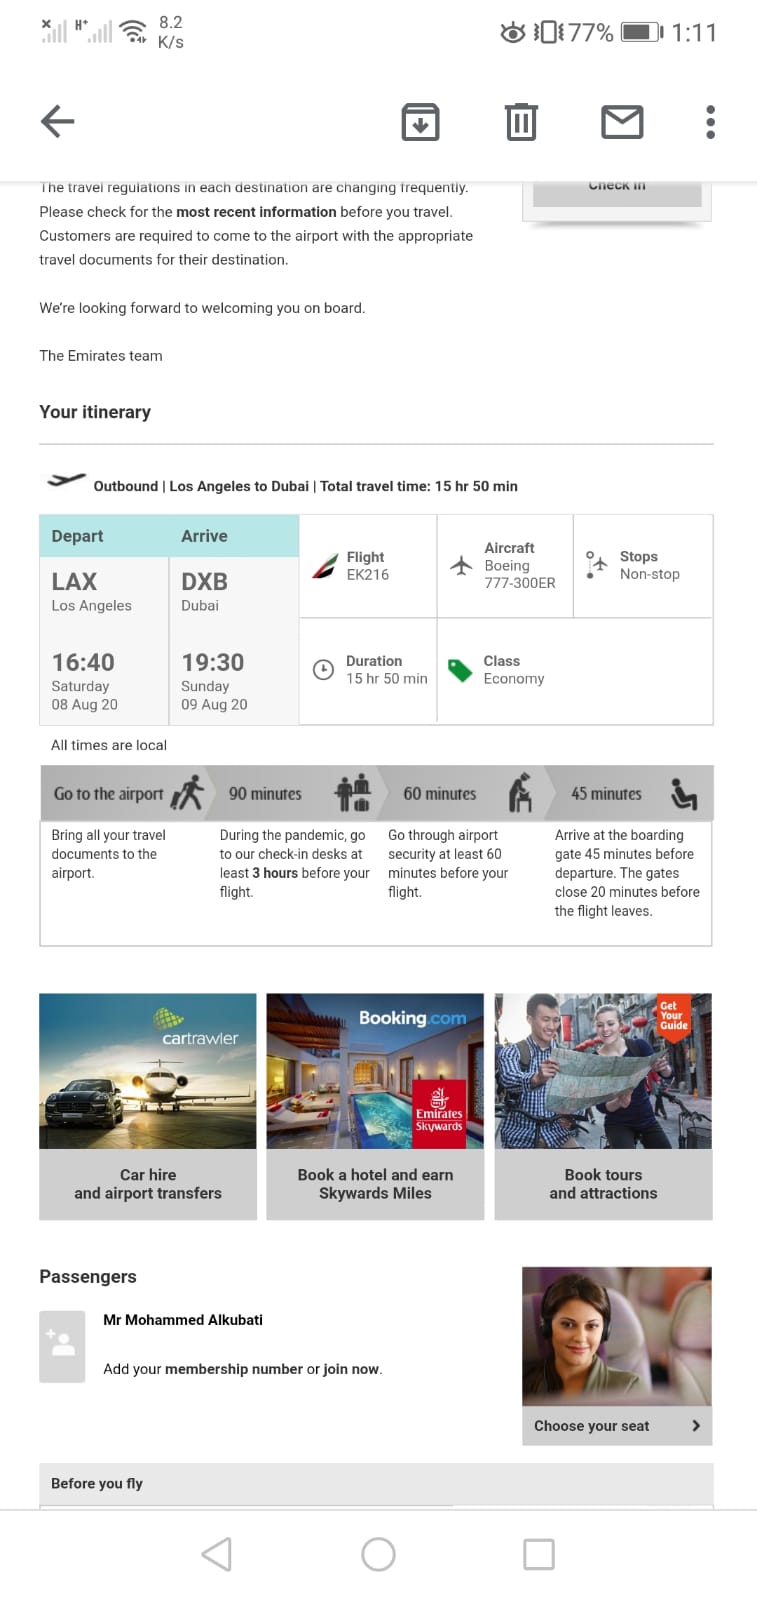 8.2
K/s
H+
77%
1:11
The travel regulations in each destination are changing frequently.
Please check for the most recent information before you travel.
Customers are required to come to the airport with the appropriate
travel documents for their destination.
Check in
We're looking forward to welcoming you on board.
The Emirates team
Your itinerary
Outbound | Los Angeles to Dubai | Total travel time: 15 hr 50 min
Depart
Arrive
LAX
Los Angeles
DXB
Dubai
16:40
Saturday
08 Aug 20
19:30
Sunday
09 Aug 20
Flight
EK216
Aircraft
Boeing
777-300ER
Stops
Non-stop
Duration
15 hr 50 min
Class
Economy
All times are local
Go to the airport
90 minutes
60 minutes
45 minutes
Bring all your travel
documents to the
airport.
During the pandemic, go
to our check-in desks at
least 3 hours before your
flight.
Go through airport
security at least 60
minutes before your
flight.
Arrive at the boarding
gate 45 minutes before
departure. The gates
close 20 minutes before
the flight leaves.
cartrawler
Car hire
and airport transfers
Booking.com
Emirates
Skywards
Book a hotel and earn
Skywards Miles
Get
Your
Guide
Book tours
and attractions
Passengers
Mr Mohammed Alkubati
Add your membership number or join now.
Choose your seat
Before you fly